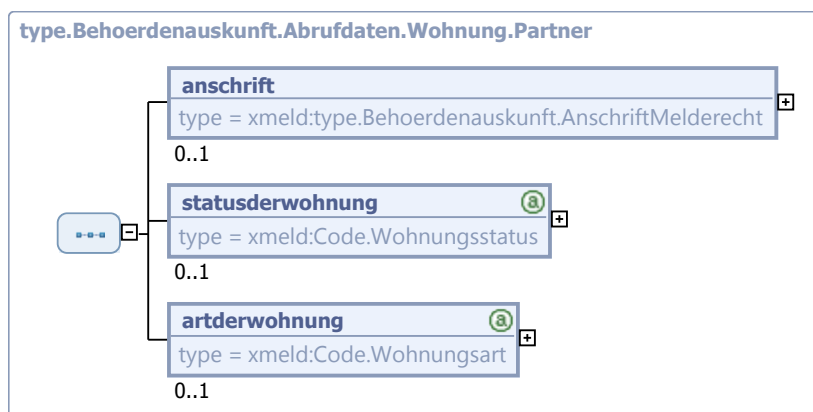 type.Behoerdenauskunft.Abrufdaten.Wohnung.Partner
anschrift
type = xmeld:type.Behoerdenauskunft.AnschriftMelderecht
0..1
statusderwohnung a
type = xmeld:Code.Wohnungsstatus
0..1
artderwohnung a
type = xmeld:Code.Wohnungsart
0..1